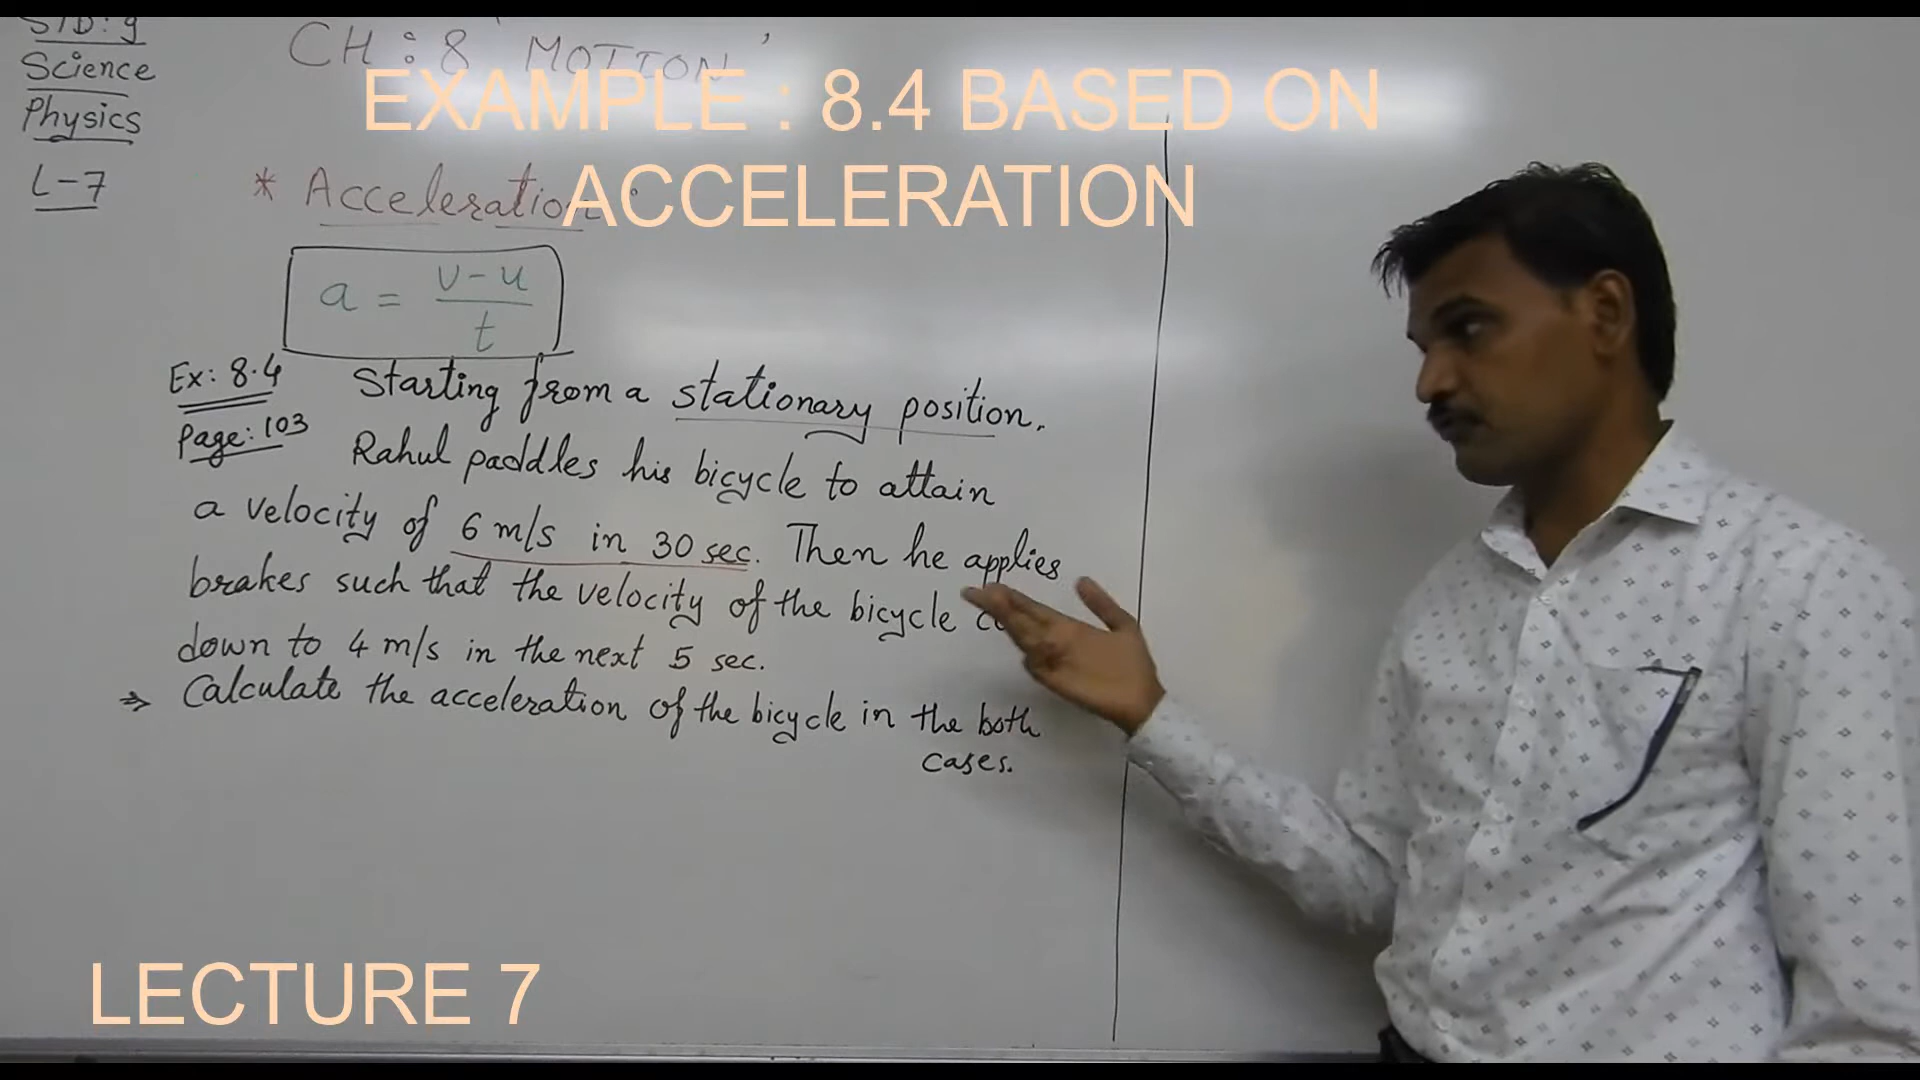 STD: 9
Science
Physics
L-7
CH : 8 'MOTION'
EXAMPLE : 8.4 BASED ON
ACCELERATION
* Acceleration :
a = v - u / t
Ex: 8.4
Page: 103
Starting from a stationary position.
Rahul paddles his bicycle to attain
a velocity of 6 m/s in 30 sec. Then he applies
brakes such that the velocity of the bicycle
down to 4 m/s in the next 5 sec.
⇒ Calculate the acceleration of the bicycle in the both
cases.
LECTURE 7